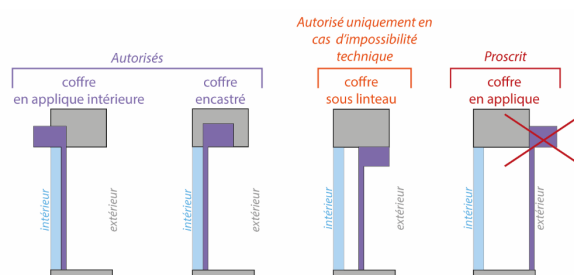 Autorisé uniquement en
cas d'impossibilité
technique
Autorisés
Proscrit
coffre
en applique intérieure
coffre
encastré
coffre
sous linteau
coffre
en applique
intérieur
extérieur
intérieur
extérieur
intérieur
extérieur
intérieur
extérieur